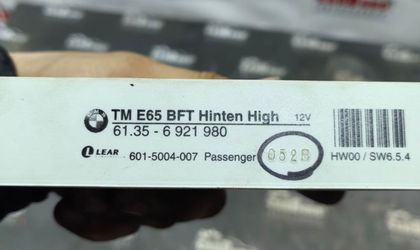 TM E65 BFT Hinten High 12V
61.35 - 6 921 980
LEAR 601-5004-007 Passenger HW00 / SW6.5.4